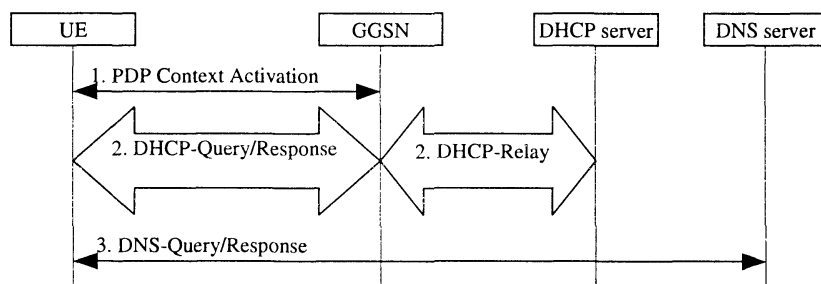 UE
GGSN
DHCP server
DNS server
1. PDP Context Activation
2. DHCP-Query/Response
2. DHCP-Relay
3. DNS-Query/Response